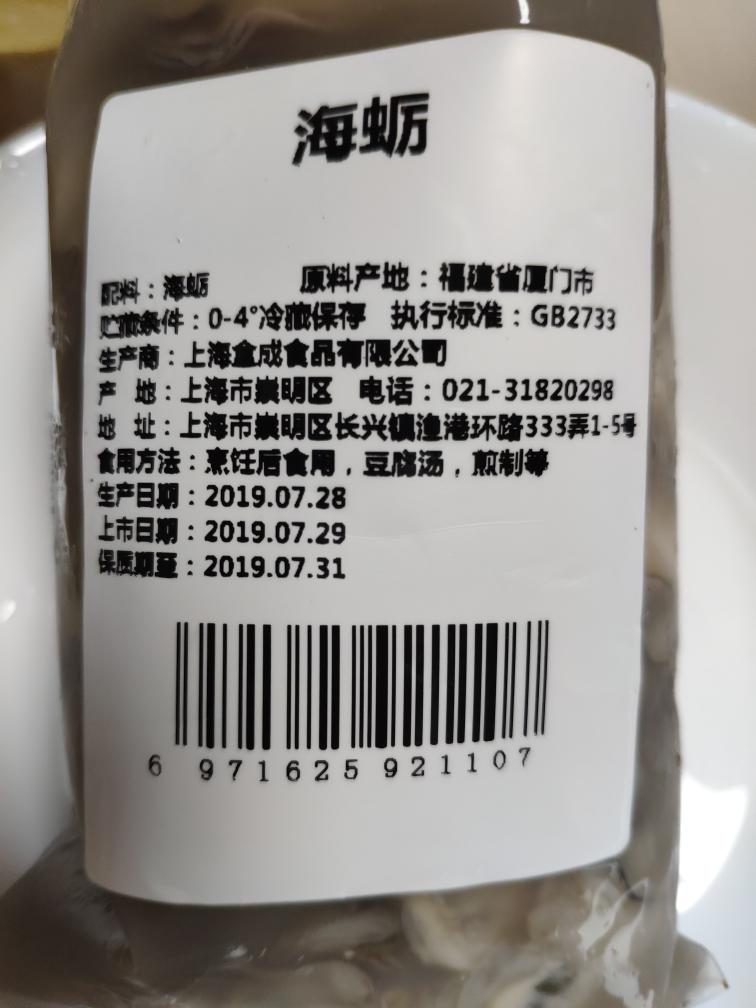 海蛎
配料：海蛎 原料产地：福建省厦门市
贮藏条件：0-4°冷藏保存 执行标准：GB2733
生产商：上海盒成食品有限公司
产 地：上海市崇明区 电话：021-31820298
地 址：上海市崇明区长兴镇渔港环路333弄1-5号
食用方法：烹饪后食用，豆腐汤，煎制等
生产日期：2019.07.28
上市日期：2019.07.29
保质期至：2019.07.31
6 971625 921107